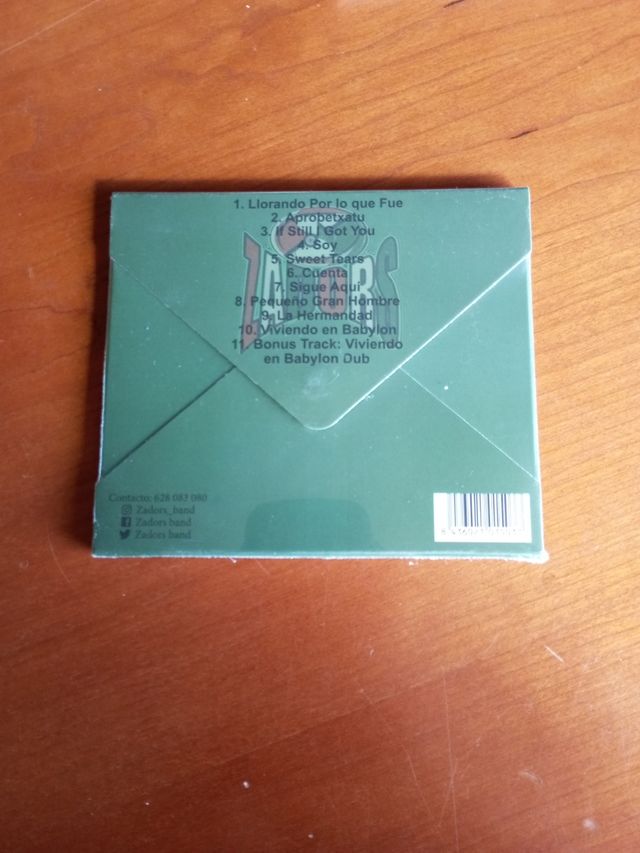 1. Llorando Por lo que Fue
2. Aprobetxatu
3. If Still I Got You
4. Soy
5. Sweet Tears
6. Cuenta
7. Sigue Aquí
8. Pequeño Gran Hombre
9. La Hermandad
10. Viviendo en Babylon
11. Bonus Track: Viviendo
en Babylon Dub
ZADORS
Contacto: 628 083 080
Zadors_band
Zadors band
Zadors band